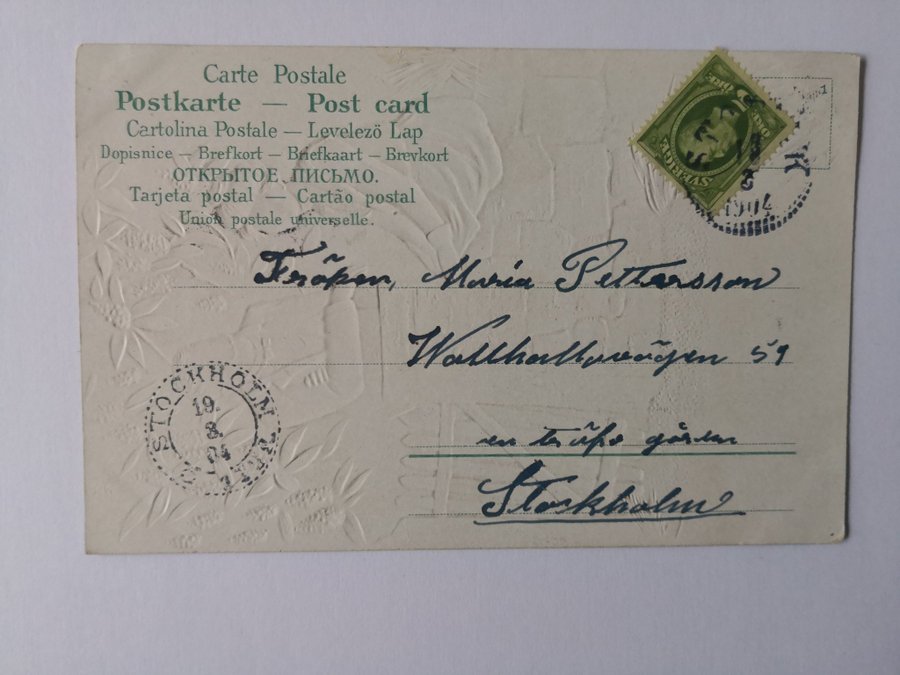 Carte Postale
Postkarte — Post card
Cartolina Postale — Levelezö Lap
Dopisnice – Brefkort – Briefkaart – Brevkort
ОТКРЫТОЕ ПИСЬМО.
Tarjeta postal — Cartão postal
Union postale universelle.
SVERIGE
1904
Fröken, Maria Pettersson
Wallhallavägen 59
en trüpo gården
Stockholm
STOCKHOLM
19.
3.
04